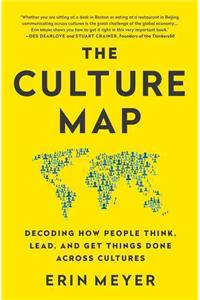 "Whether you are sitting at a desk in Boston or eating at a restaurant in Beijing,
communicating across cultures is the great challenge of the global economy....
Erin Meyer shows you how to get it right in this very important book."
—DES DEARLOVE and STUART CRAINER, Founders of the Thinkers50
THE
CULTURE
MAP
DECODING HOW PEOPLE THINK,
LEAD, AND GET THINGS DONE
ACROSS CULTURES
ERIN MEYER